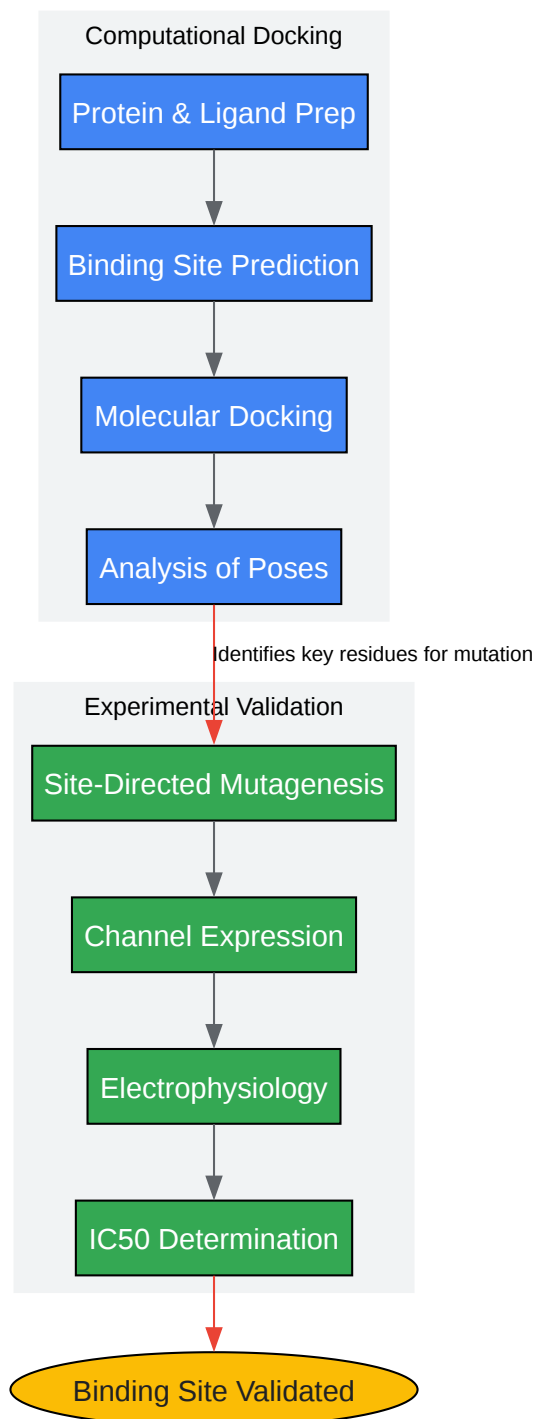 Computational Docking
Protein & Ligand Prep
Binding Site Prediction
Molecular Docking
Analysis of Poses
Identifies key residues for mutation
Experimental Validation
Site-Directed Mutagenesis
Channel Expression
Electrophysiology
IC50 Determination
Binding Site Validated